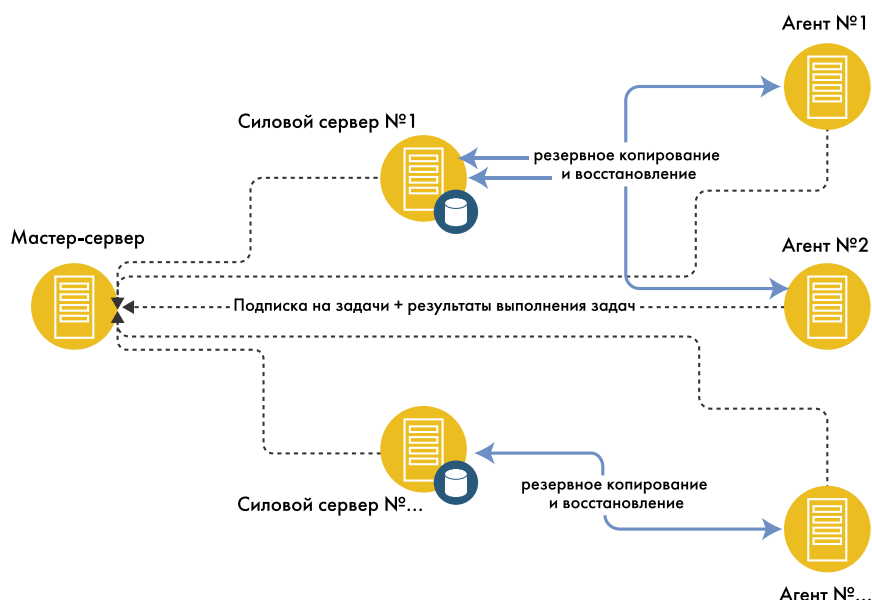 Агент №1
Силовой сервер №1
резервное копирование
и восстановление
Мастер-сервер
Агент №2
Подписка на задачи + результаты выполнения задач
резервное копирование
и восстановление
Силовой сервер №...
Агент №...